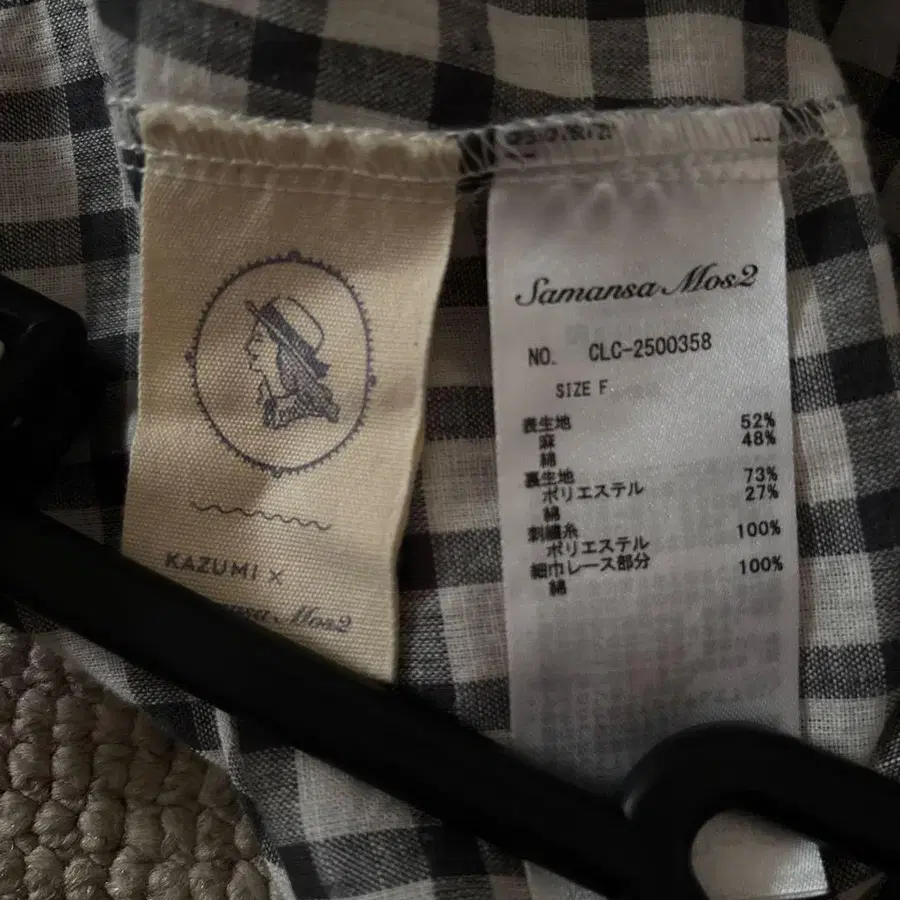 KAZUMI X
Samansa Mos2
Samansa Mos2
NO. CLC-2500358
SIZE F
表生地
麻 52%
綿 48%
裏生地
ポリエステル 73%
綿 27%
刺繍糸
ポリエステル 100%
細巾レース部分
綿 100%